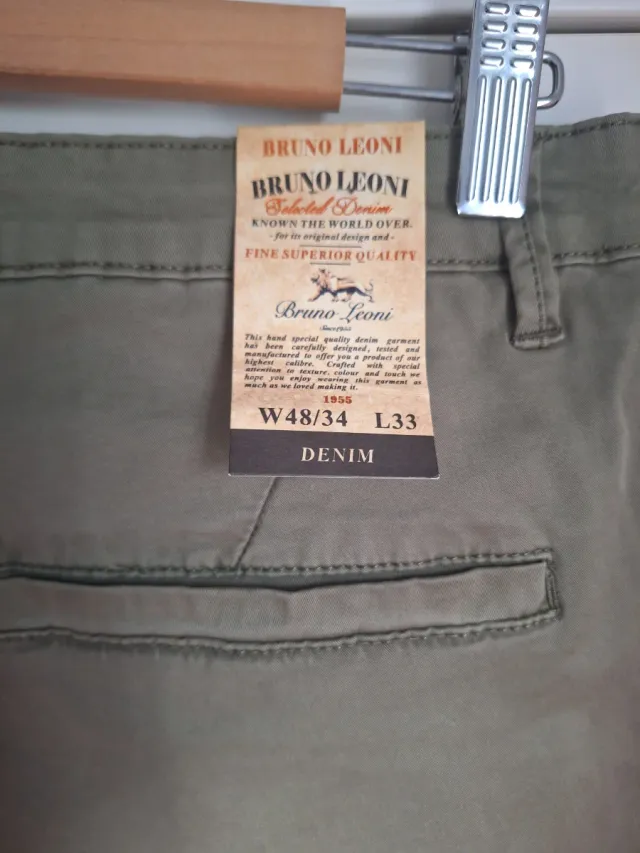 BRUNO LEONI
BRUNO LEONI
Selected Denim
KNOWN THE WORLD OVER.
- for its original design and -
FINE SUPERIOR QUALITY
Bruno Leoni
Since1955
This hand special quality denim garment
has been carefully designed, tested and
manufactured to offer you a product of our
highest calibre. Crafted with special
attention to texture, colour and touch we
hope you enjoy wearing this garment as
much as we loved making it.
1955
W48/34 L33
DENIM